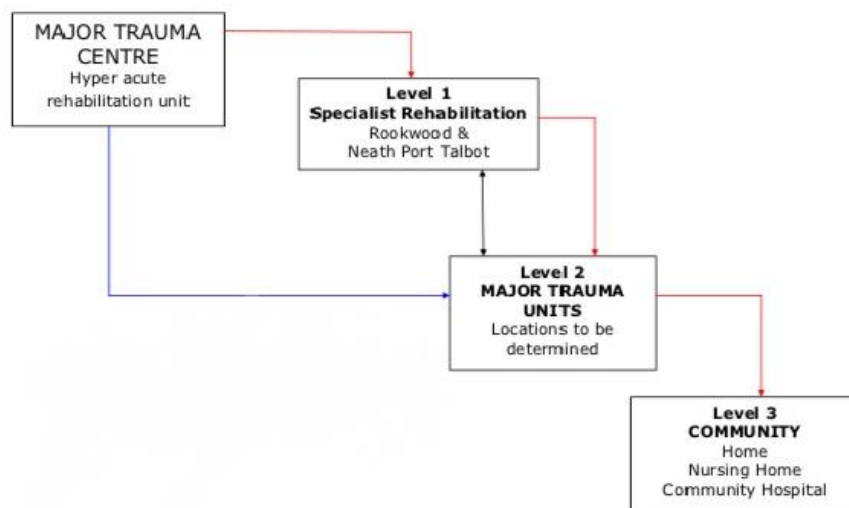 MAJOR TRAUMA
CENTRE
Hyper acute
rehabilitation unit
Level 1
Specialist Rehabilitation
Rookwood &
Neath Port Talbot
Level 2
MAJOR TRAUMA
UNITS
Locations to be
determined
Level 3
COMMUNITY
Home
Nursing Home
Community Hospital